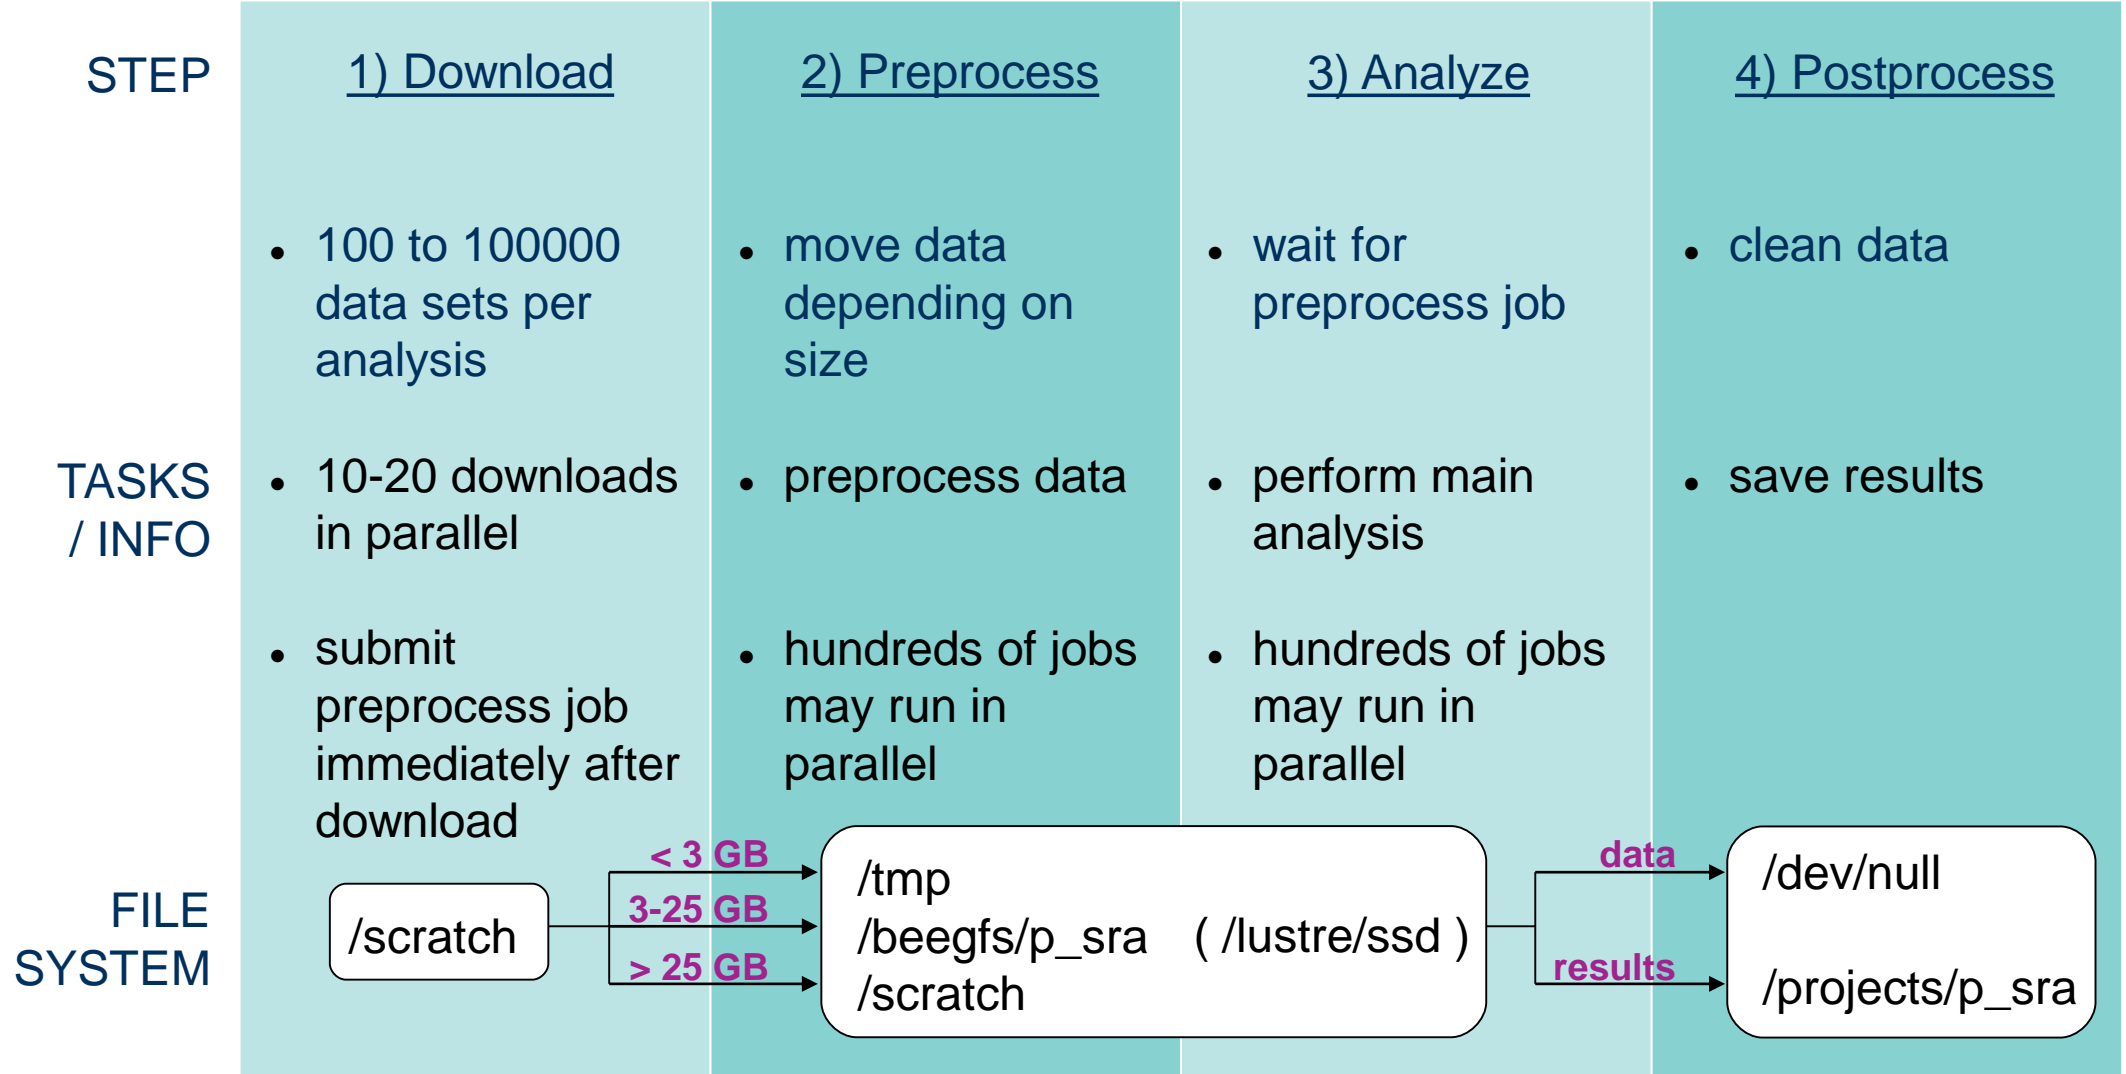 STEP
1) Download
2) Preprocess
3) Analyze
4) Postprocess
TASKS
/ INFO
• 100 to 100000
data sets per
analysis
• 10-20 downloads
in parallel
• submit
preprocess job
immediately after
download
• move data
depending on
size
• preprocess data
• hundreds of jobs
may run in
parallel
• wait for
preprocess job
• perform main
analysis
• hundreds of jobs
may run in
parallel
• clean data
• save results
FILE
SYSTEM
/scratch
< 3 GB
3-25 GB
> 25 GB
/tmp
/beegfs/p_sra ( /lustre/ssd )
/scratch
data
results
/dev/null
/projects/p_sra